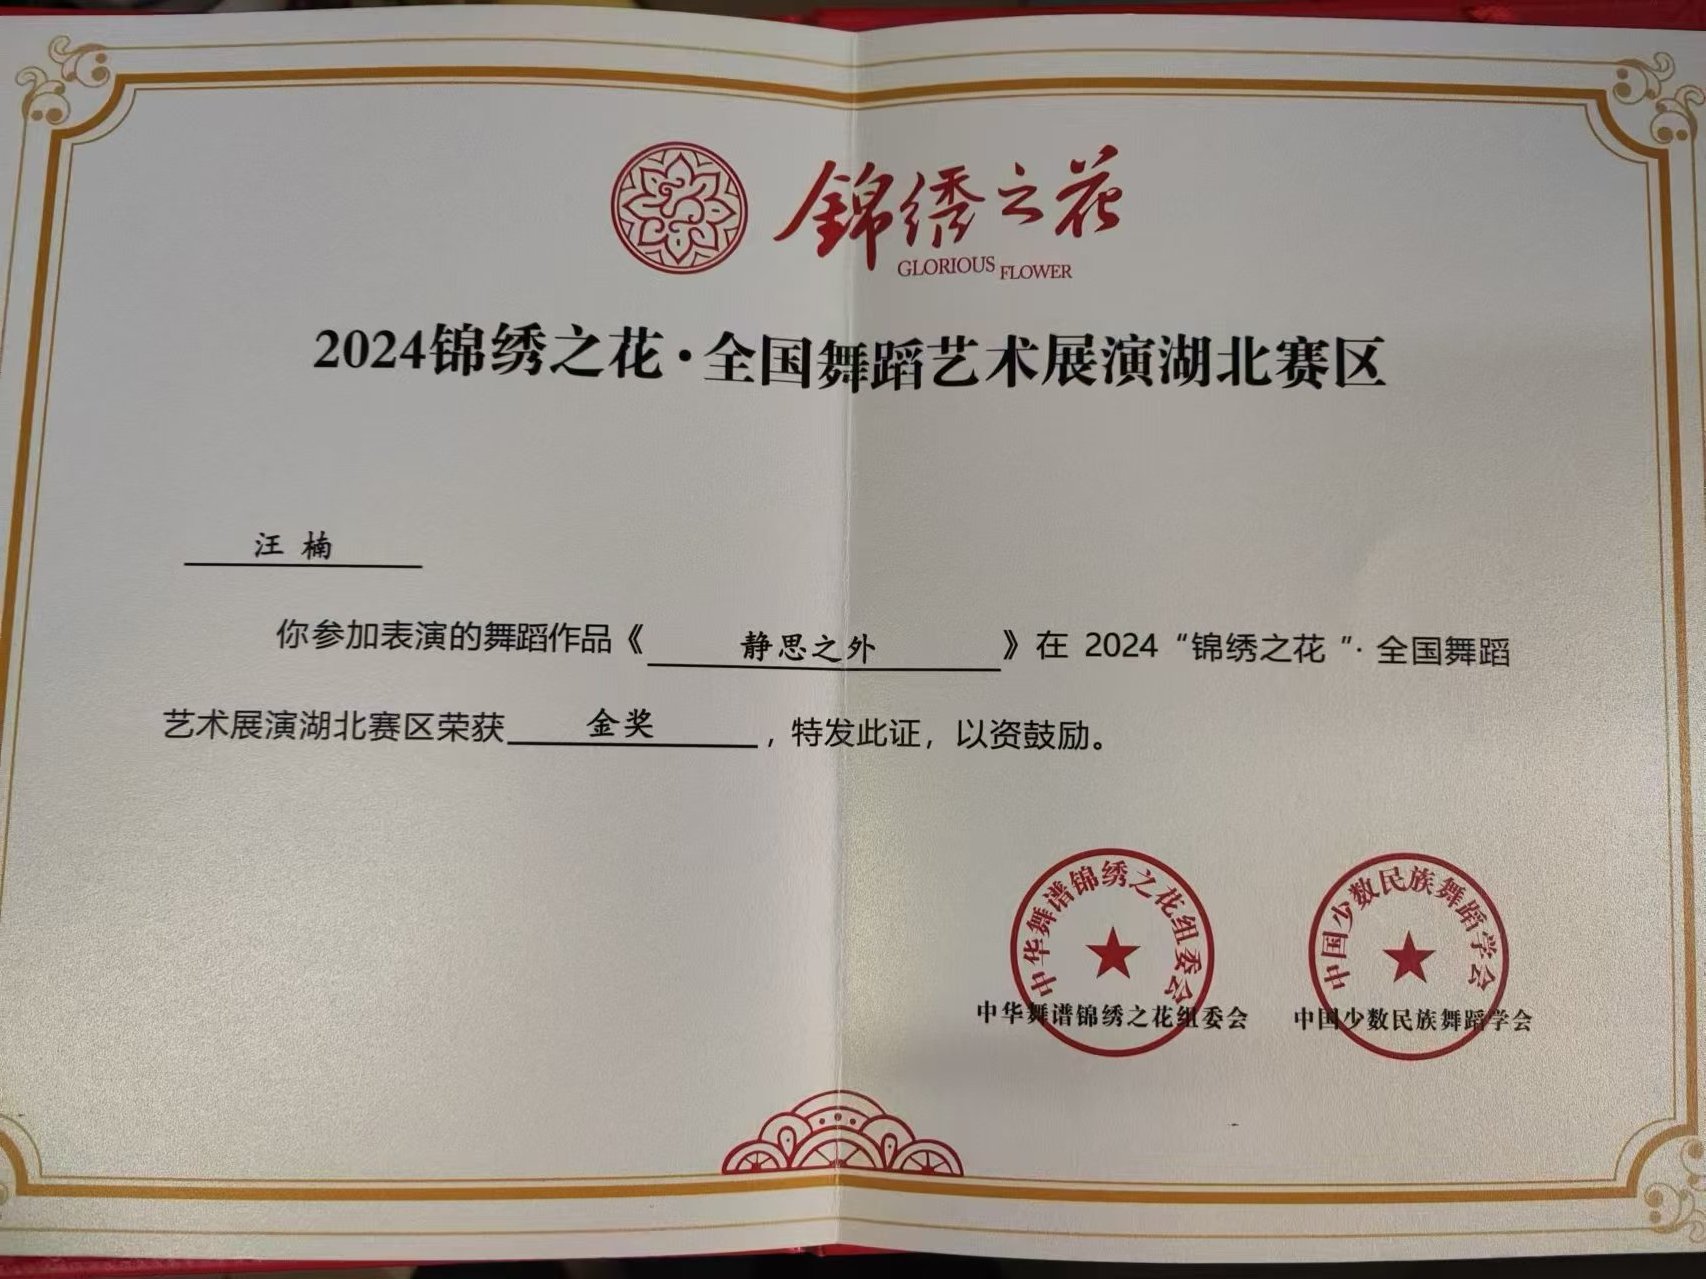 錦绣之花
GLORIOUS FLOWER
2024锦绣之花·全国舞蹈艺术展演湖北赛区
汪 楠
你参加表演的舞蹈作品《 静思之外 》在 2024 “锦绣之花 ”· 全国舞蹈
艺术展演湖北赛区荣获 金奖 ，特发此证，以资鼓励。
中华舞谱锦绣之花组委会
中国少数民族舞蹈学会
中华舞谱锦绣之花组委会
中国少数民族舞蹈学会